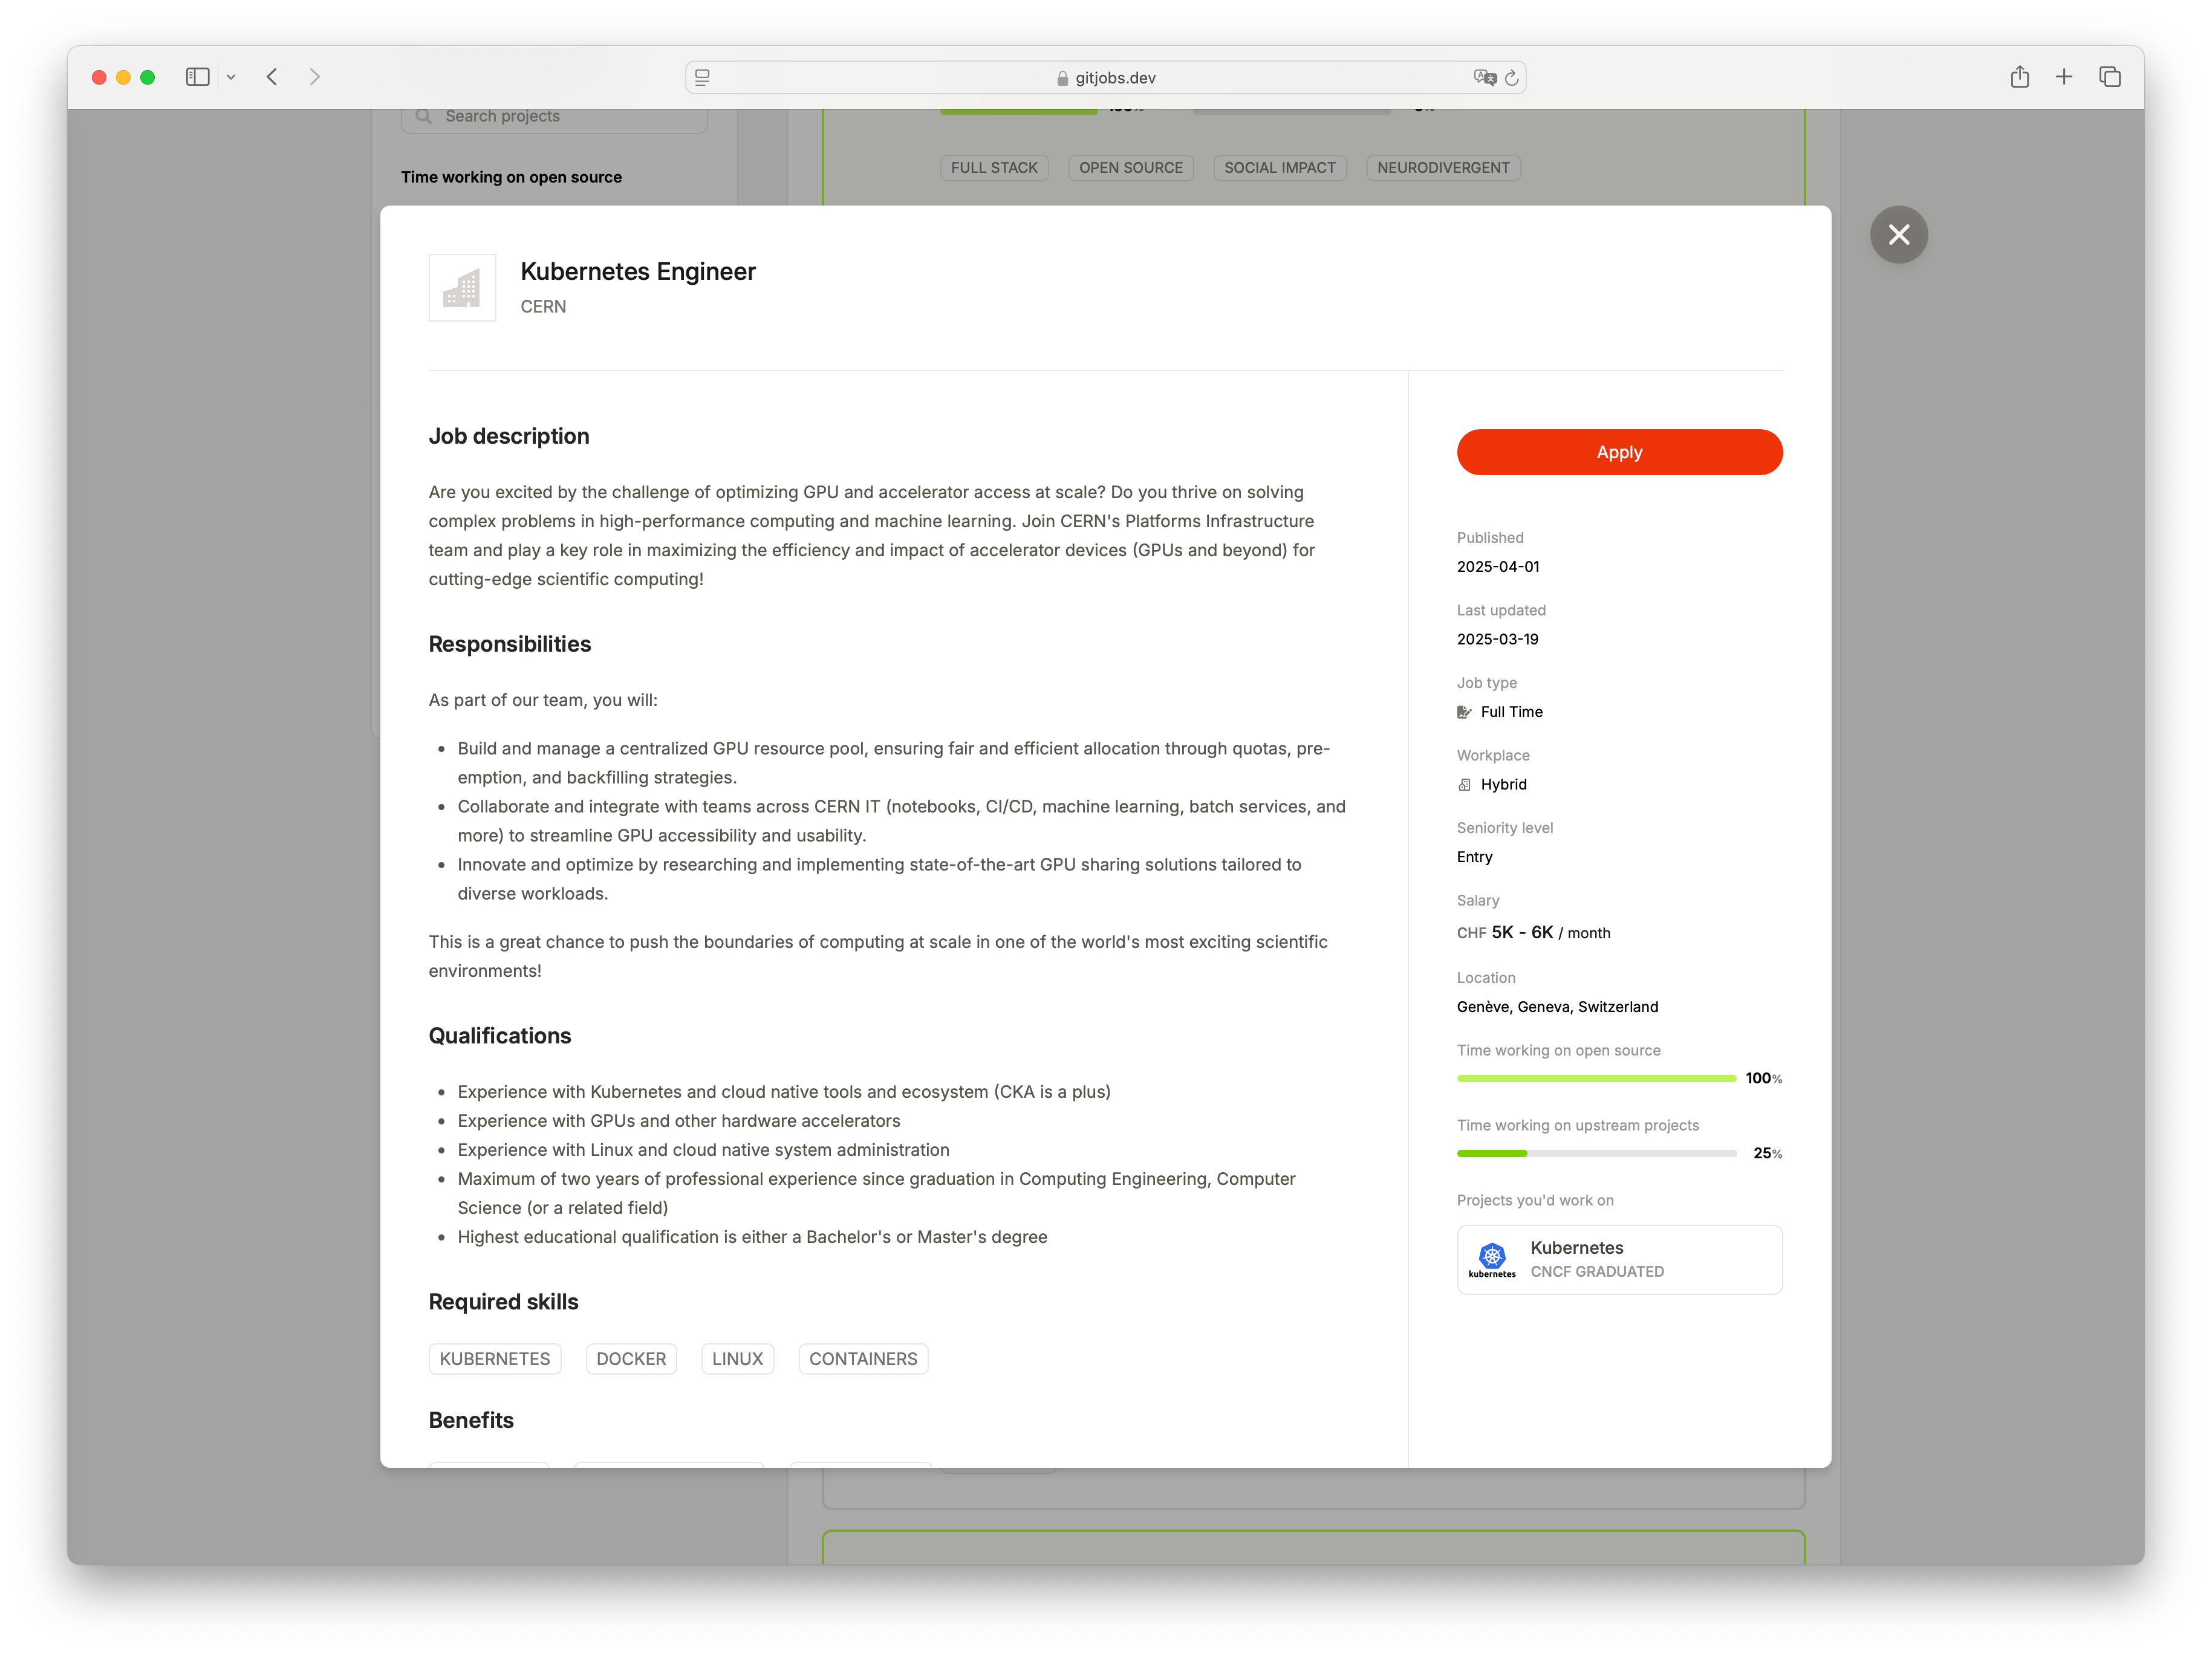 gitjobs.dev
Search projects
Time working on open source
FULL STACK OPEN SOURCE SOCIAL IMPACT NEURODIVERGENT
Kubernetes Engineer
CERN
Job description
Are you excited by the challenge of optimizing GPU and accelerator access at scale? Do you thrive on solving
complex problems in high-performance computing and machine learning. Join CERN's Platforms Infrastructure
team and play a key role in maximizing the efficiency and impact of accelerator devices (GPUs and beyond) for
cutting-edge scientific computing!
Responsibilities
As part of our team, you will:
• Build and manage a centralized GPU resource pool, ensuring fair and efficient allocation through quotas, pre-
emption, and backfilling strategies.
• Collaborate and integrate with teams across CERN IT (notebooks, CI/CD, machine learning, batch services, and
more) to streamline GPU accessibility and usability.
• Innovate and optimize by researching and implementing state-of-the-art GPU sharing solutions tailored to
diverse workloads.
This is a great chance to push the boundaries of computing at scale in one of the world's most exciting scientific
environments!
Qualifications
• Experience with Kubernetes and cloud native tools and ecosystem (CKA is a plus)
• Experience with GPUs and other hardware accelerators
• Experience with Linux and cloud native system administration
• Maximum of two years of professional experience since graduation in Computing Engineering, Computer
Science (or a related field)
• Highest educational qualification is either a Bachelor's or Master's degree
Required skills
KUBERNETES DOCKER LINUX CONTAINERS
Benefits
Apply
Published
2025-04-01
Last updated
2025-03-19
Job type
Full Time
Workplace
Hybrid
Seniority level
Entry
Salary
CHF 5K - 6K / month
Location
Genève, Geneva, Switzerland
Time working on open source
100%
Time working on upstream projects
25%
Projects you'd work on
kubernetes
Kubernetes
CNCF GRADUATED